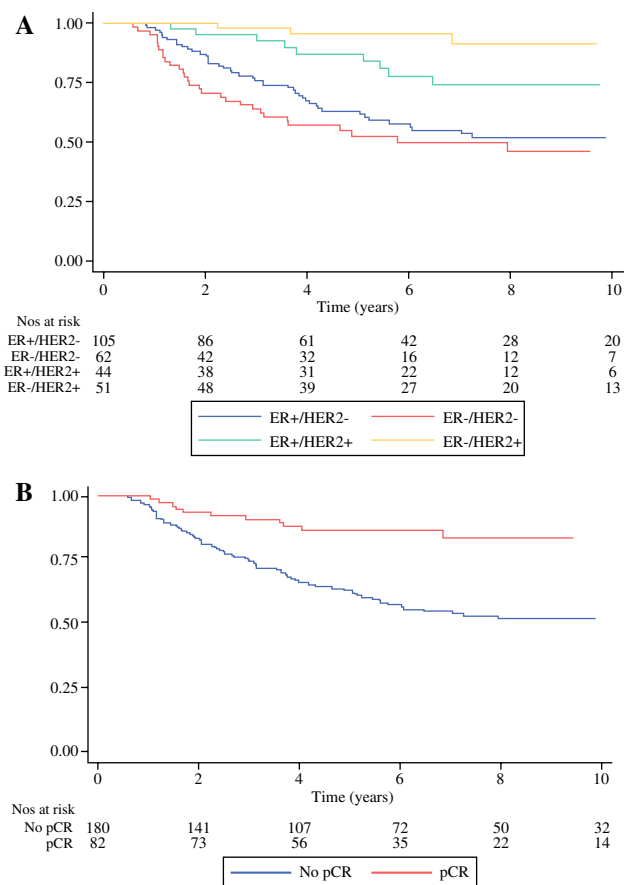 A
1.00
0.75
0.50
0.25
0.00
0 2 4 6 8 10
Time (years)
Nos at risk
ER+/HER2- 105 86 61 42 28 20
ER-/HER2- 62 42 32 16 12 7
ER+/HER2+ 44 38 31 22 12 6
ER-/HER2+ 51 48 39 27 20 13
ER+/HER2- ER-/HER2-
ER+/HER2+ ER-/HER2+
B
1.00
0.75
0.50
0.25
0.00
0 2 4 6 8 10
Time (years)
Nos at risk
No pCR 180 141 107 72 50 32
pCR 82 73 56 35 22 14
No pCR pCR